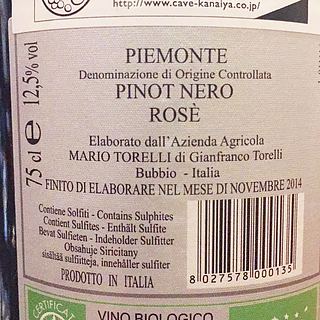 http://www.cave-kanaiya.co.jp/
PIEMONTE
Denominazione di Origine Controllata
PINOT NERO
ROSÈ
75 cl e 12,5% vol
Elaborato dall'Azienda Agricola
MARIO TORELLI di Gianfranco Torelli
Bubbio - Italia
FINITO DI ELABORARE NEL MESE DI NOVEMBRE 2014
Contiene Solfiti - Contains Sulphites
Contient Sulfites - Enthält Sulfite
Bevat Sulfieten - Indeholder Sulfitter
Obsahuje Siricitany
sisältää sulfiitteja, innehåller sulfiter
PRODOTTO IN ITALIA
8 027578 000135
CERTIFICAT
VINO BIOLOGICO